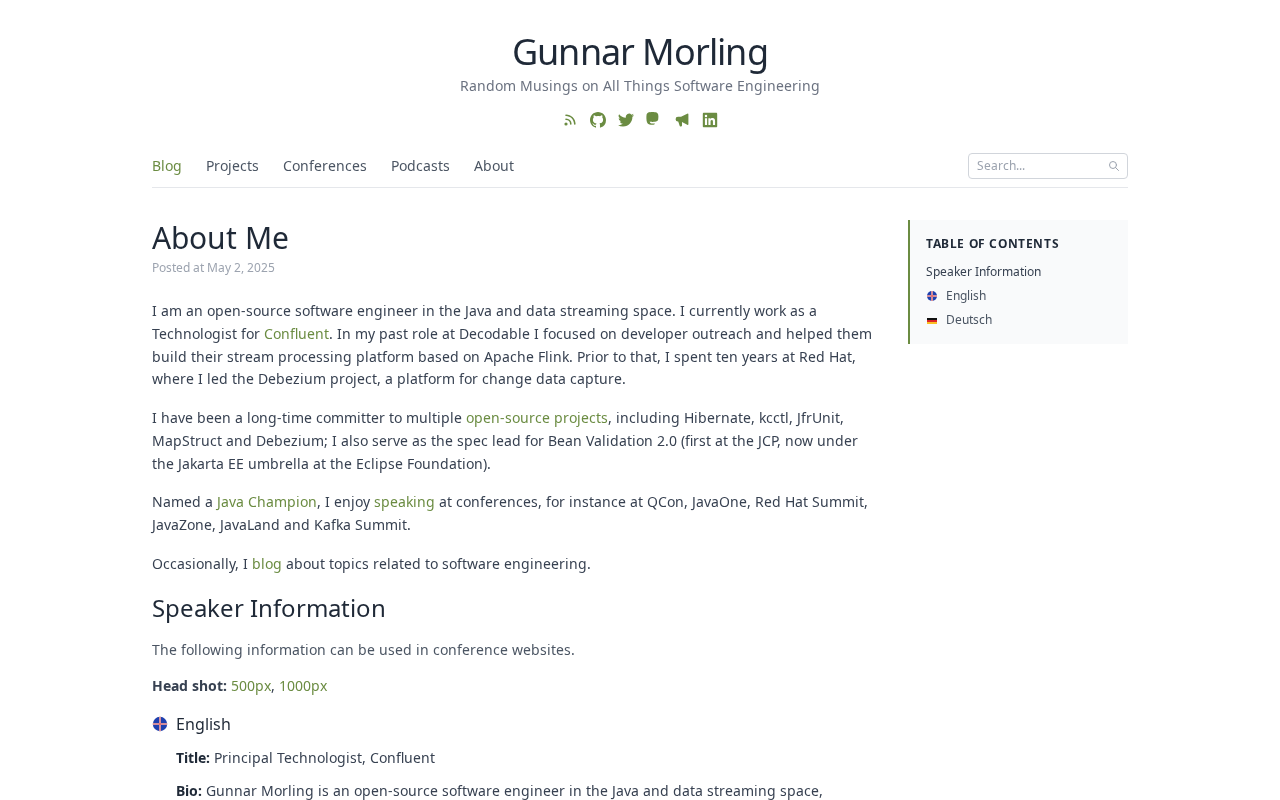 Gunnar Morling
Random Musings on All Things Software Engineering
Blog Projects Conferences Podcasts About
Search...
About Me
Posted at May 2, 2025
I am an open-source software engineer in the Java and data streaming space. I currently work as a
Technologist for Confluent. In my past role at Decodable I focused on developer outreach and helped them
build their stream processing platform based on Apache Flink. Prior to that, I spent ten years at Red Hat,
where I led the Debezium project, a platform for change data capture.
I have been a long-time committer to multiple open-source projects, including Hibernate, kcctl, JfrUnit,
MapStruct and Debezium; I also serve as the spec lead for Bean Validation 2.0 (first at the JCP, now under
the Jakarta EE umbrella at the Eclipse Foundation).
Named a Java Champion, I enjoy speaking at conferences, for instance at QCon, JavaOne, Red Hat Summit,
JavaZone, JavaLand and Kafka Summit.
Occasionally, I blog about topics related to software engineering.
Speaker Information
The following information can be used in conference websites.
Head shot: 500px, 1000px
English
Title: Principal Technologist, Confluent
Bio: Gunnar Morling is an open-source software engineer in the Java and data streaming space,
TABLE OF CONTENTS
Speaker Information
English
Deutsch